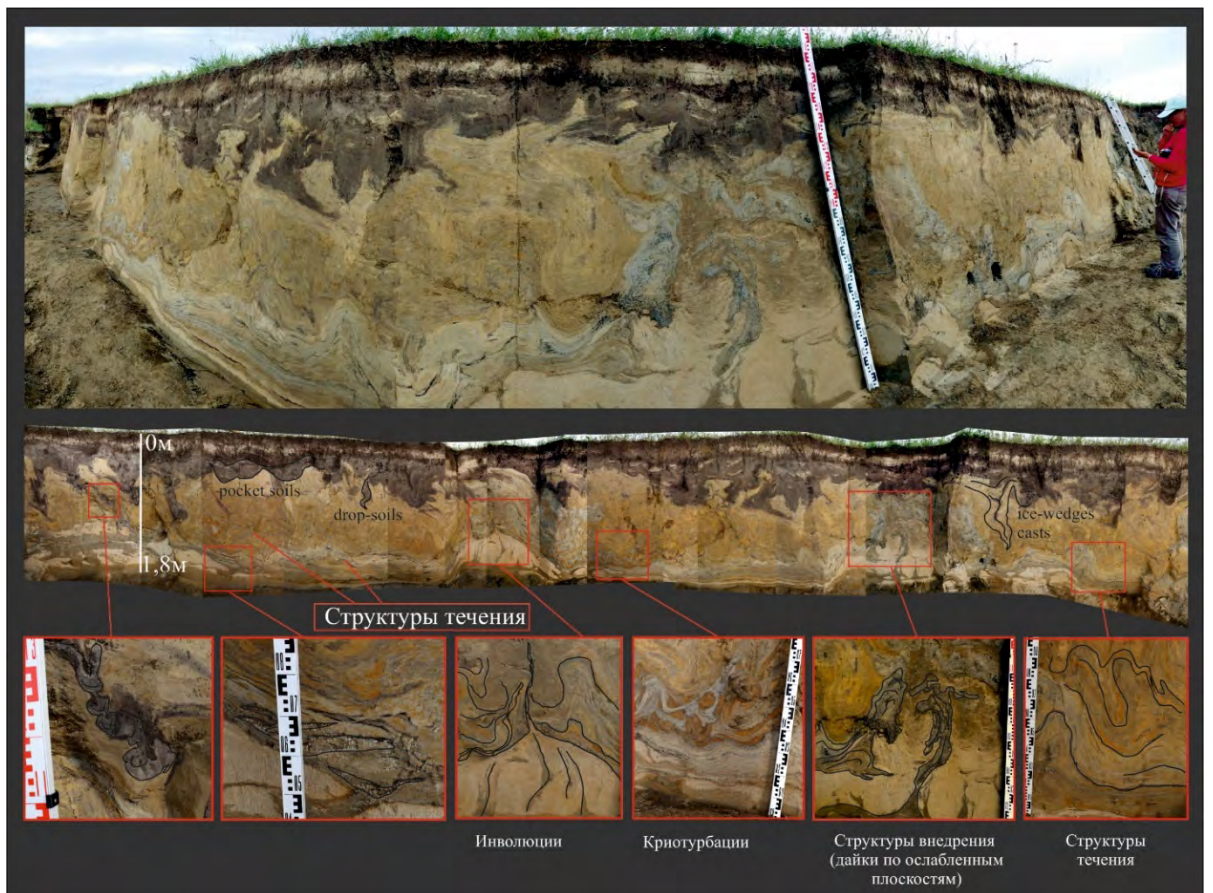 0м
pocket soils
drop-soils
ice-wedges
casts
1,8м
Структуры течения
Инволюции
Криотурбации
Структуры внедрения
(дайки по ослабленным
плоскостям)
Структуры
течения